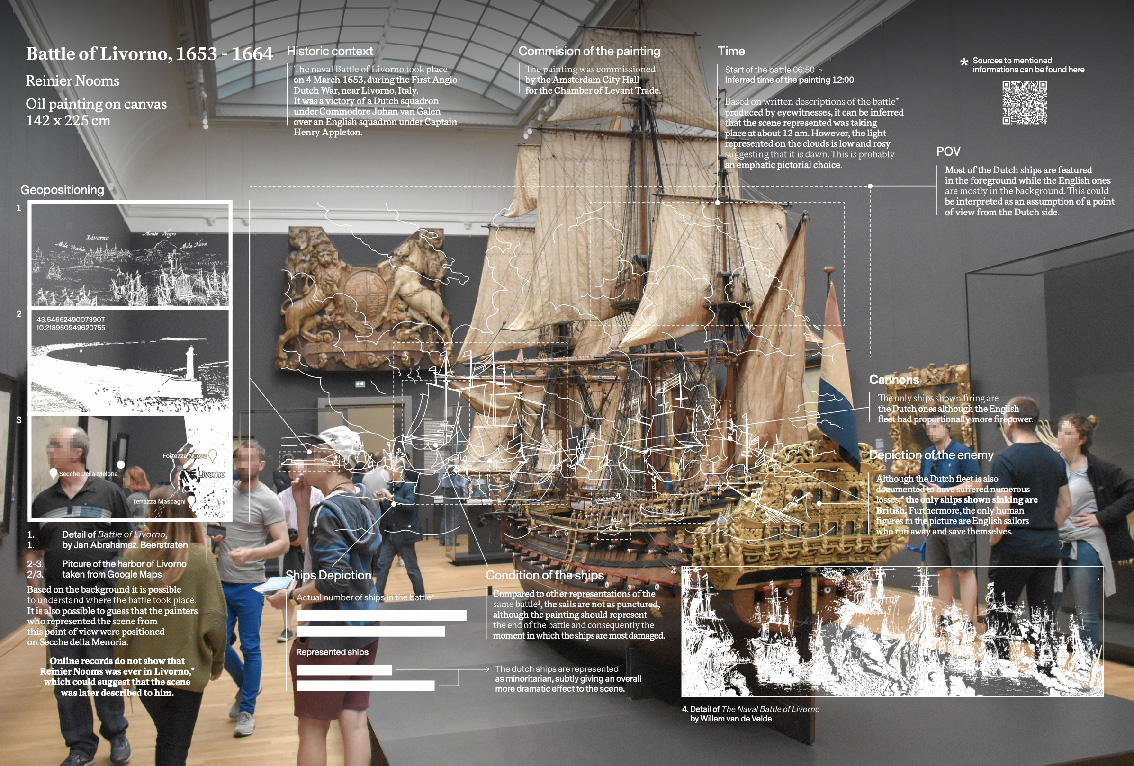 Battle of Livorno, 1653 - 1664
Reinier Nooms
Oil painting on canvas
142 x 225 cm
Historic context
The naval Battle of Livorno took place
on 4 March 1653, during the First Anglo
Dutch War, near Livorno, Italy.
It was a victory of a Dutch squadron
under Commodore Johan van Galen
over an English squadron under Captain
Henry Appleton.
Commision of the painting
The painting was commissioned
by the Amsterdam City Hall
for the Chamber of Levant Trade.
Time
Start of the battle 06:50 -
Inferred time of the painting 12:00
Based on written descriptions of the battle*
produced by eyewitnesses, it can be inferred
that the scene represented was taking
place at about 12 am. However, the light
represented on the clouds is low and rosy
suggesting that it is dawn. This is probably
an emphatic pictorial choice.
* Sources to mentioned
informations can be found here
POV
Most of the Dutch ships are featured
in the foreground while the English ones
are mostly in the background. This could
be interpreted as an assumption of a point
of view from the Dutch side.
Geopositioning
1
Livorno
Monte Negro
2
3
Livorno
Secche della Meloria
Terrazza Mascagni
1.
1.
Detail of Battle of Livorno,
by Jan Abrahamsz. Beerstraten
2-3.
2/3.
Pitcure of the harbor of Livorno
taken from Google Maps
Based on the background it is possible
to understand where the battle took place.
It is also possible to guess that the painters
who represented the scene from
this point of view were positioned
on Secche della Menoria.
Online records do not show that
Reinier Nooms was ever in Livorno,*
which could suggest that the scene
was later described to him.
Cannons
The only ships shown firing are
the Dutch ones although the English
fleet had proportionally more firepower.
Depiction of the enemy
Although the Dutch fleet is also
documented to have suffered numerous
losses* the only ships shown sinking are
British. Furthermore, the only human
figures in the picture are English sailors
who run away and save themselves.
Ships Depiction
Actual number of ships in the battle*
Represented ships
The dutch ships are represented
as minoritarian, subtly giving an overall
more dramatic effect to the scene.
Condition of the ships
Compared to other representations of the
same battle⁴, the sails are not as punctured,
although the painting should represent
the end of the battle and consequently the
moment in which the ships are most damaged.
4
4. Detail of The Naval Battle of Livorno
by Willem van de Velde